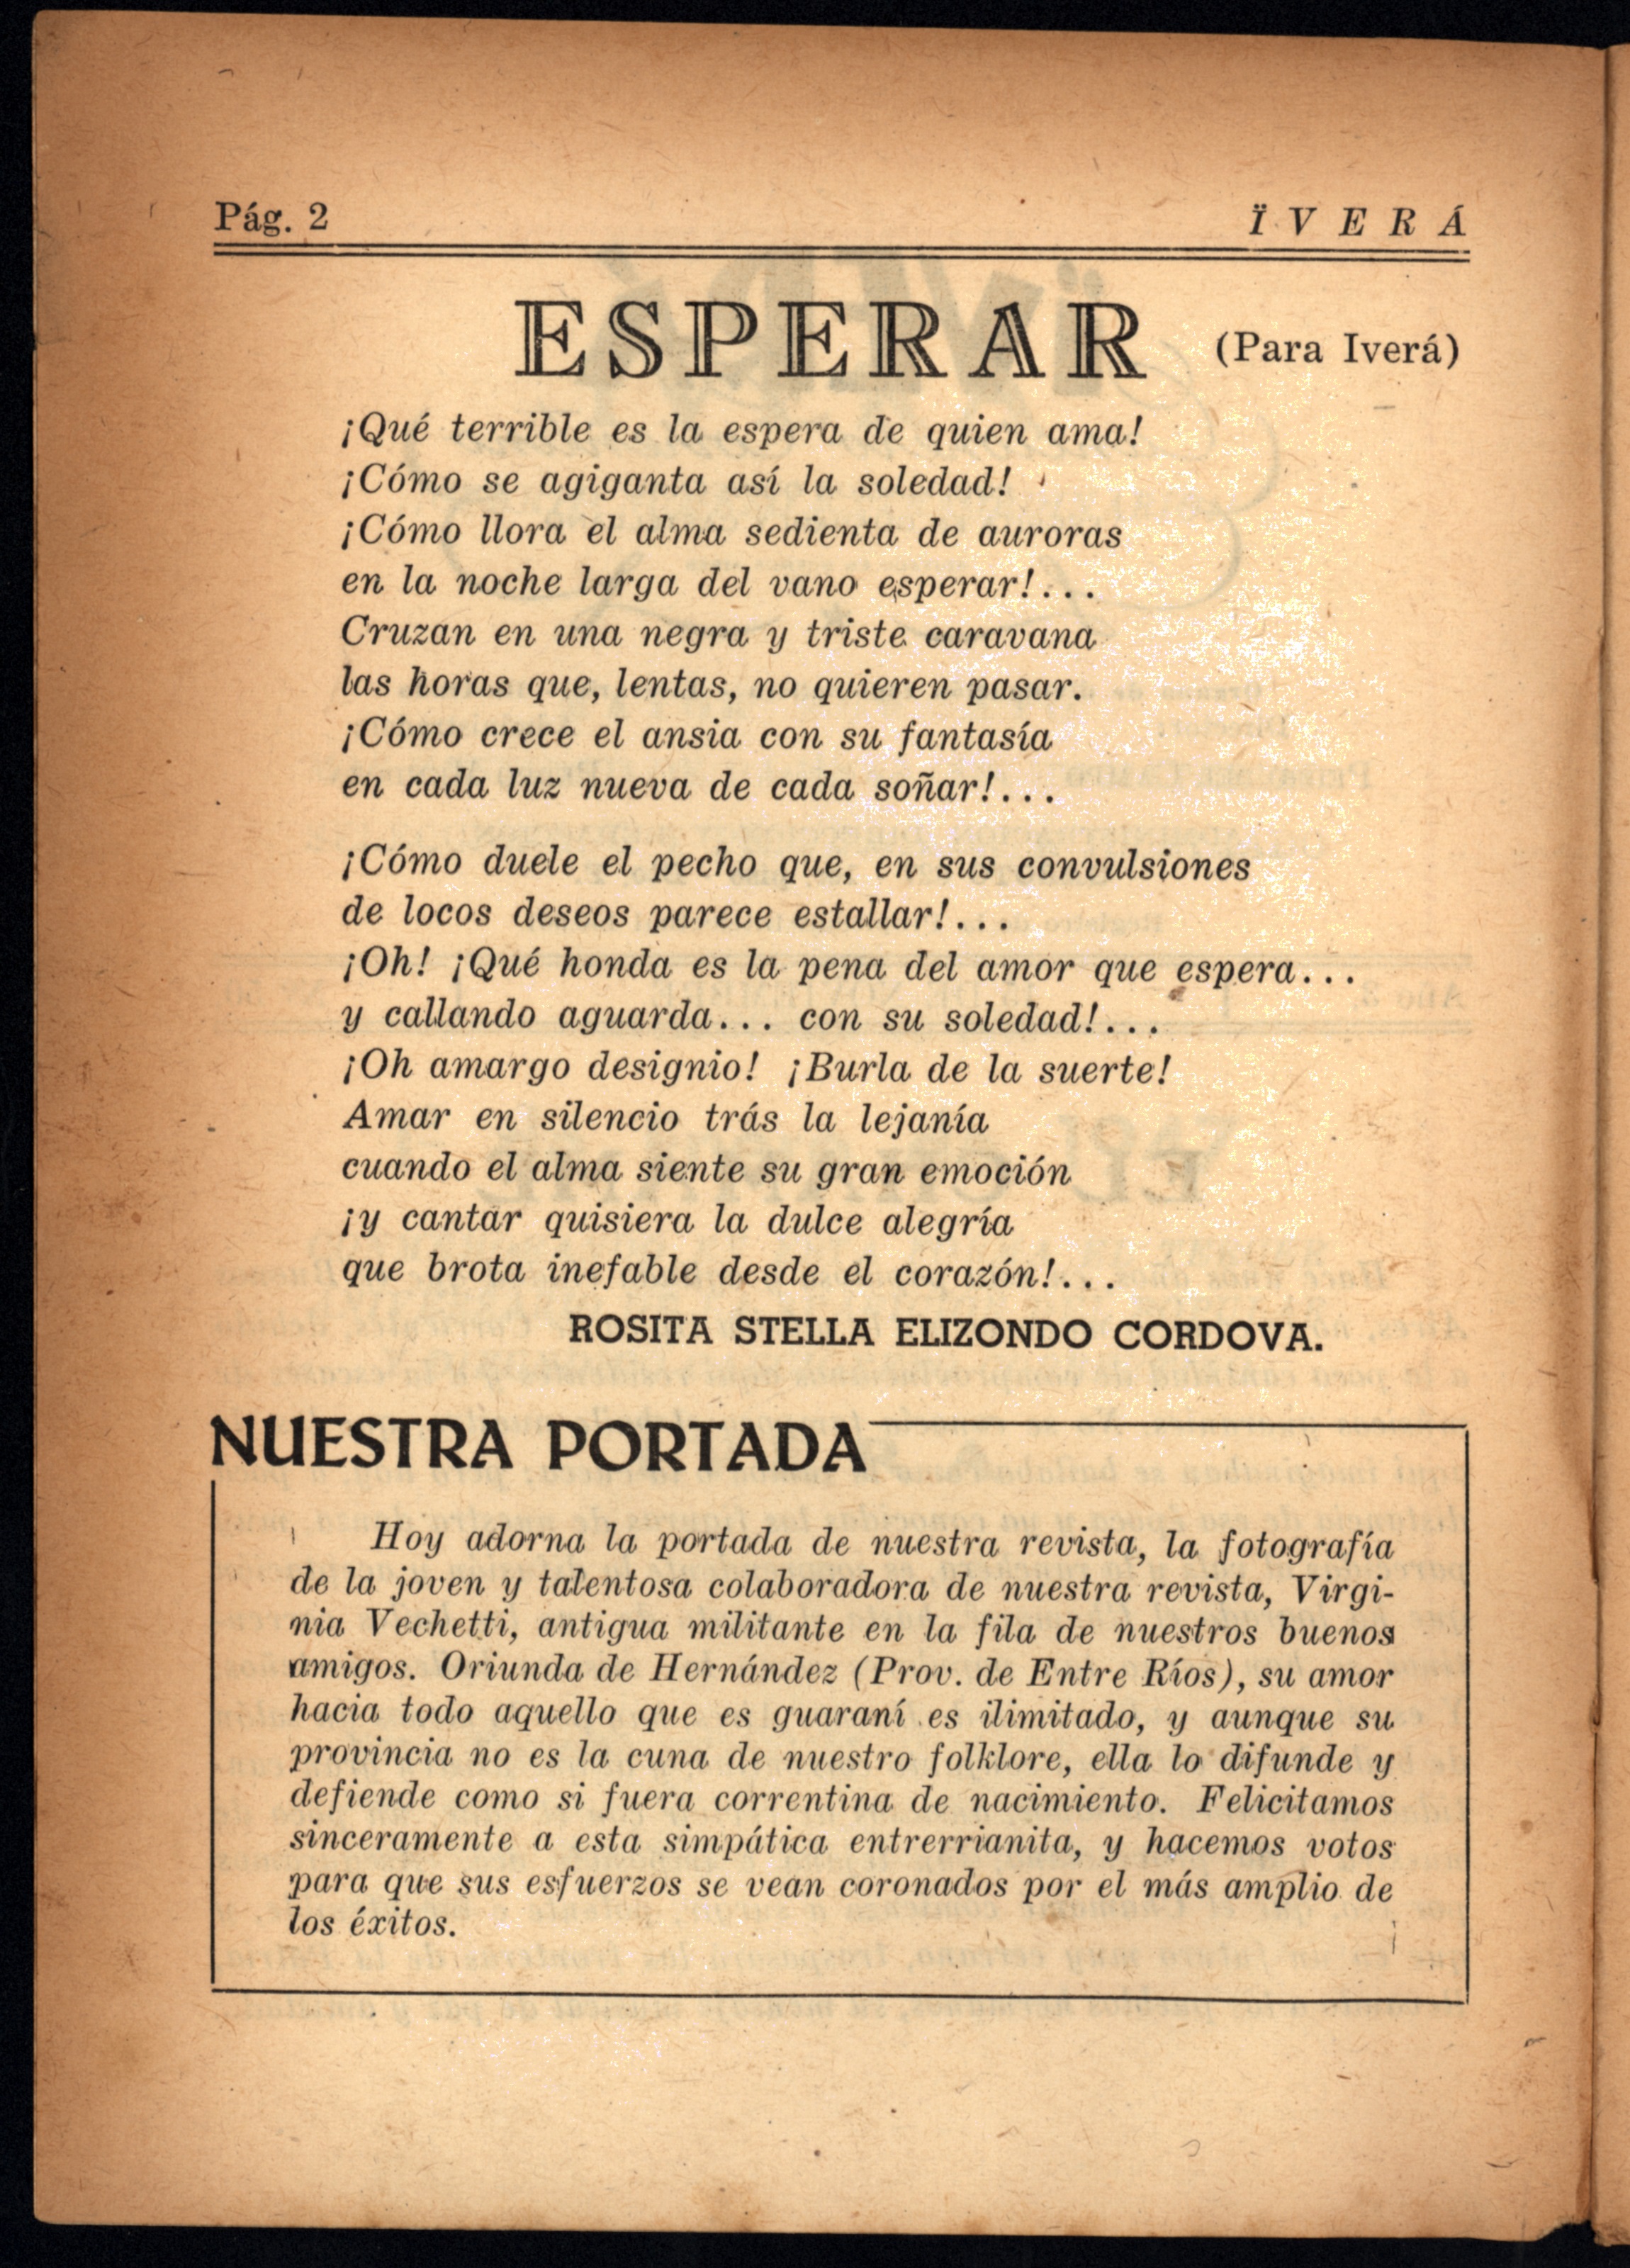 Pág. 2
Ï V E R Á
ESPERAR (Para Iverá)
¡Qué terrible es la espera de quien ama!
¡Cómo se agiganta así la soledad!
¡Cómo llora el alma sedienta de auroras
en la noche larga del vano esperar!...
Cruzan en una negra y triste caravana
las horas que, lentas, no quieren pasar.
¡Cómo crece el ansia con su fantasía
en cada luz nueva de cada soñar!...
¡Cómo duele el pecho que, en sus convulsiones
de locos deseos parece estallar!...
¡Oh! ¡Qué honda es la pena del amor que espera...
y callando aguarda... con su soledad!...
¡Oh amargo designio! ¡Burla de la suerte!
Amar en silencio trás la lejanía
cuando el alma siente su gran emoción
¡y cantar quisiera la dulce alegría
que brota inefable desde el corazón!...
ROSITA STELLA ELIZONDO CORDOVA.
NUESTRA PORTADA
Hoy adorna la portada de nuestra revista, la fotografía
de la joven y talentosa colaboradora de nuestra revista, Virgi-
nia Vechetti, antigua militante en la fila de nuestros buenos
amigos. Oriunda de Hernández (Prov. de Entre Ríos), su amor
hacia todo aquello que es guaraní es ilimitado, y aunque su
provincia no es la cuna de nuestro folklore, ella lo difunde y
defiende como si fuera correntina de nacimiento. Felicitamos
sinceramente a esta simpática entrerrianita, y hacemos votos
para que sus esfuerzos se vean coronados por el más amplio de
los éxitos.